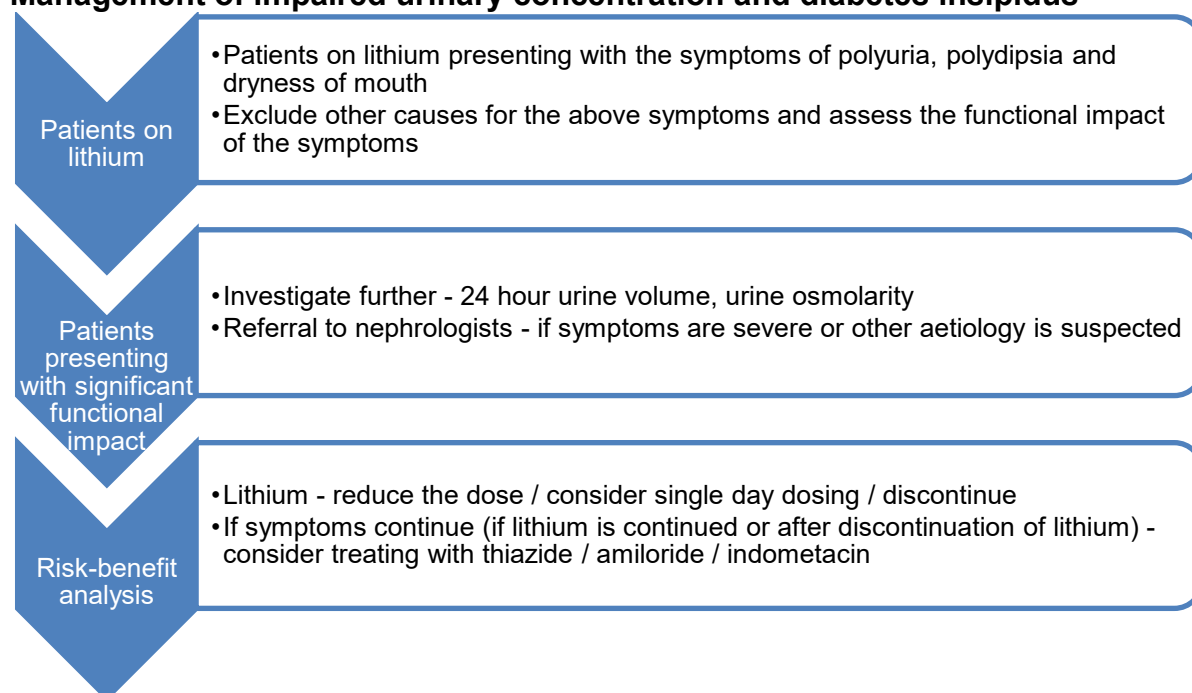 Management of impaired urinary concentration and diabetes insipidus
Patients on
lithium
•Patients on lithium presenting with the symptoms of polyuria, polydipsia and
dryness of mouth
•Exclude other causes for the above symptoms and assess the functional impact
of the symptoms
Patients
presenting
with significant
functional
impact
•Investigate further - 24 hour urine volume, urine osmolarity
•Referral to nephrologists - if symptoms are severe or other aetiology is suspected
Risk-benefit
analysis
•Lithium - reduce the dose / consider single day dosing / discontinue
•If symptoms continue (if lithium is continued or after discontinuation of lithium) -
consider treating with thiazide / amiloride / indometacin